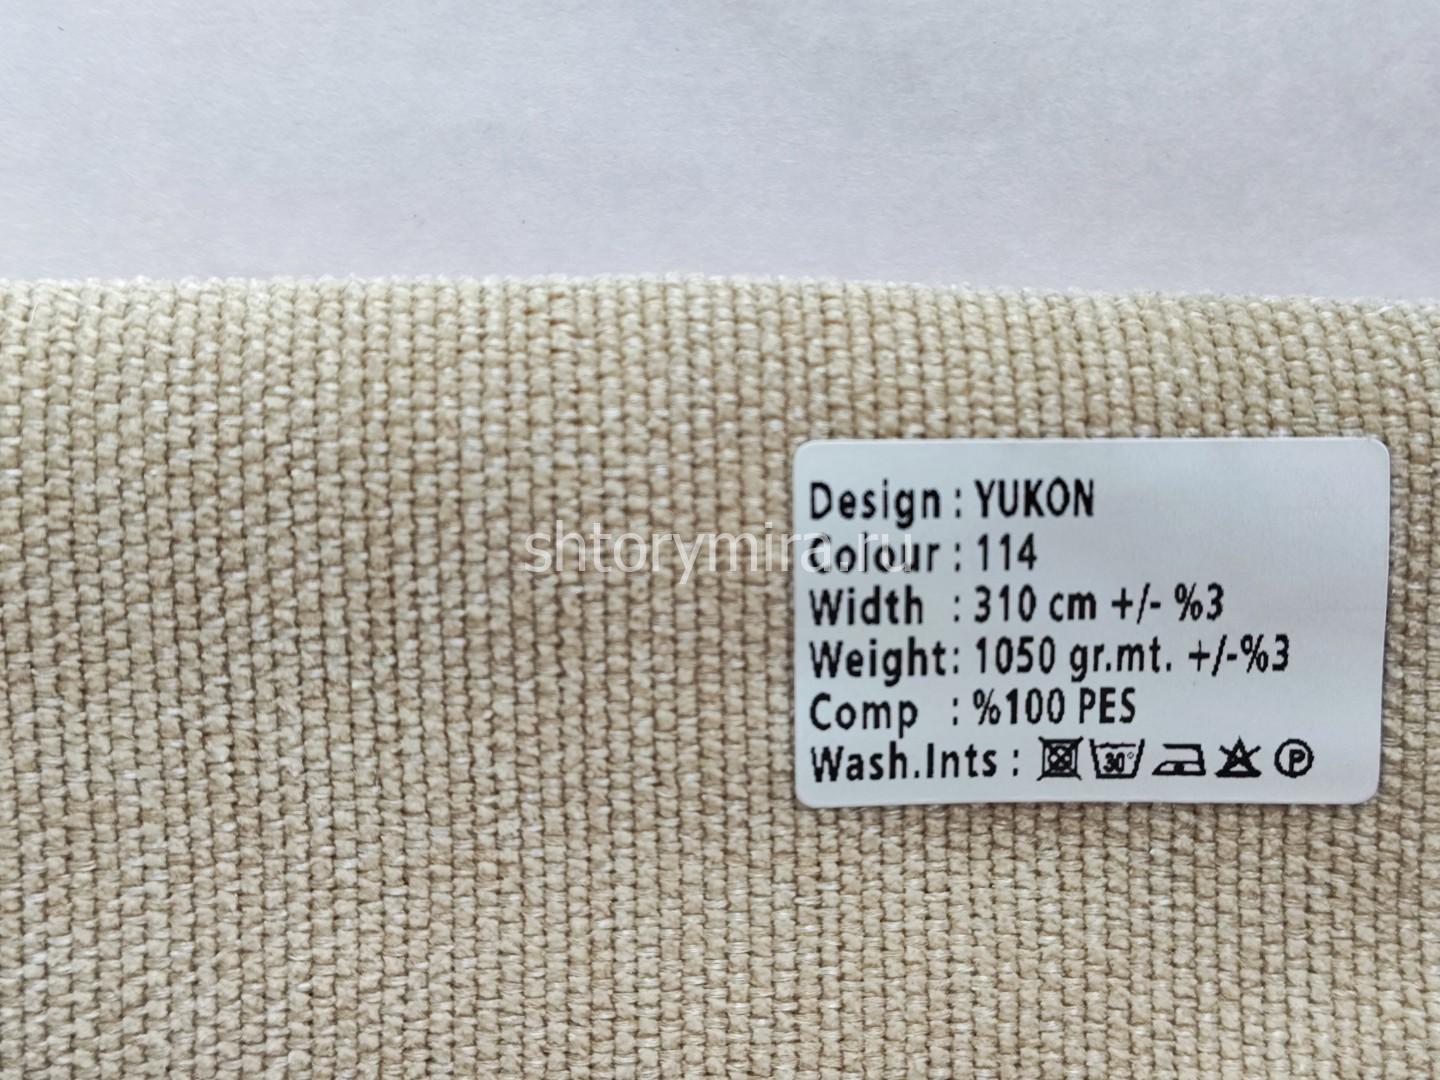 Design : YUKON
shtorymira.ru
Colour : 114
Width : 310 cm +/- %3
Weight: 1050 gr.mt. +/-%3
Comp : %100 PES
Wash.Ints : 30° P